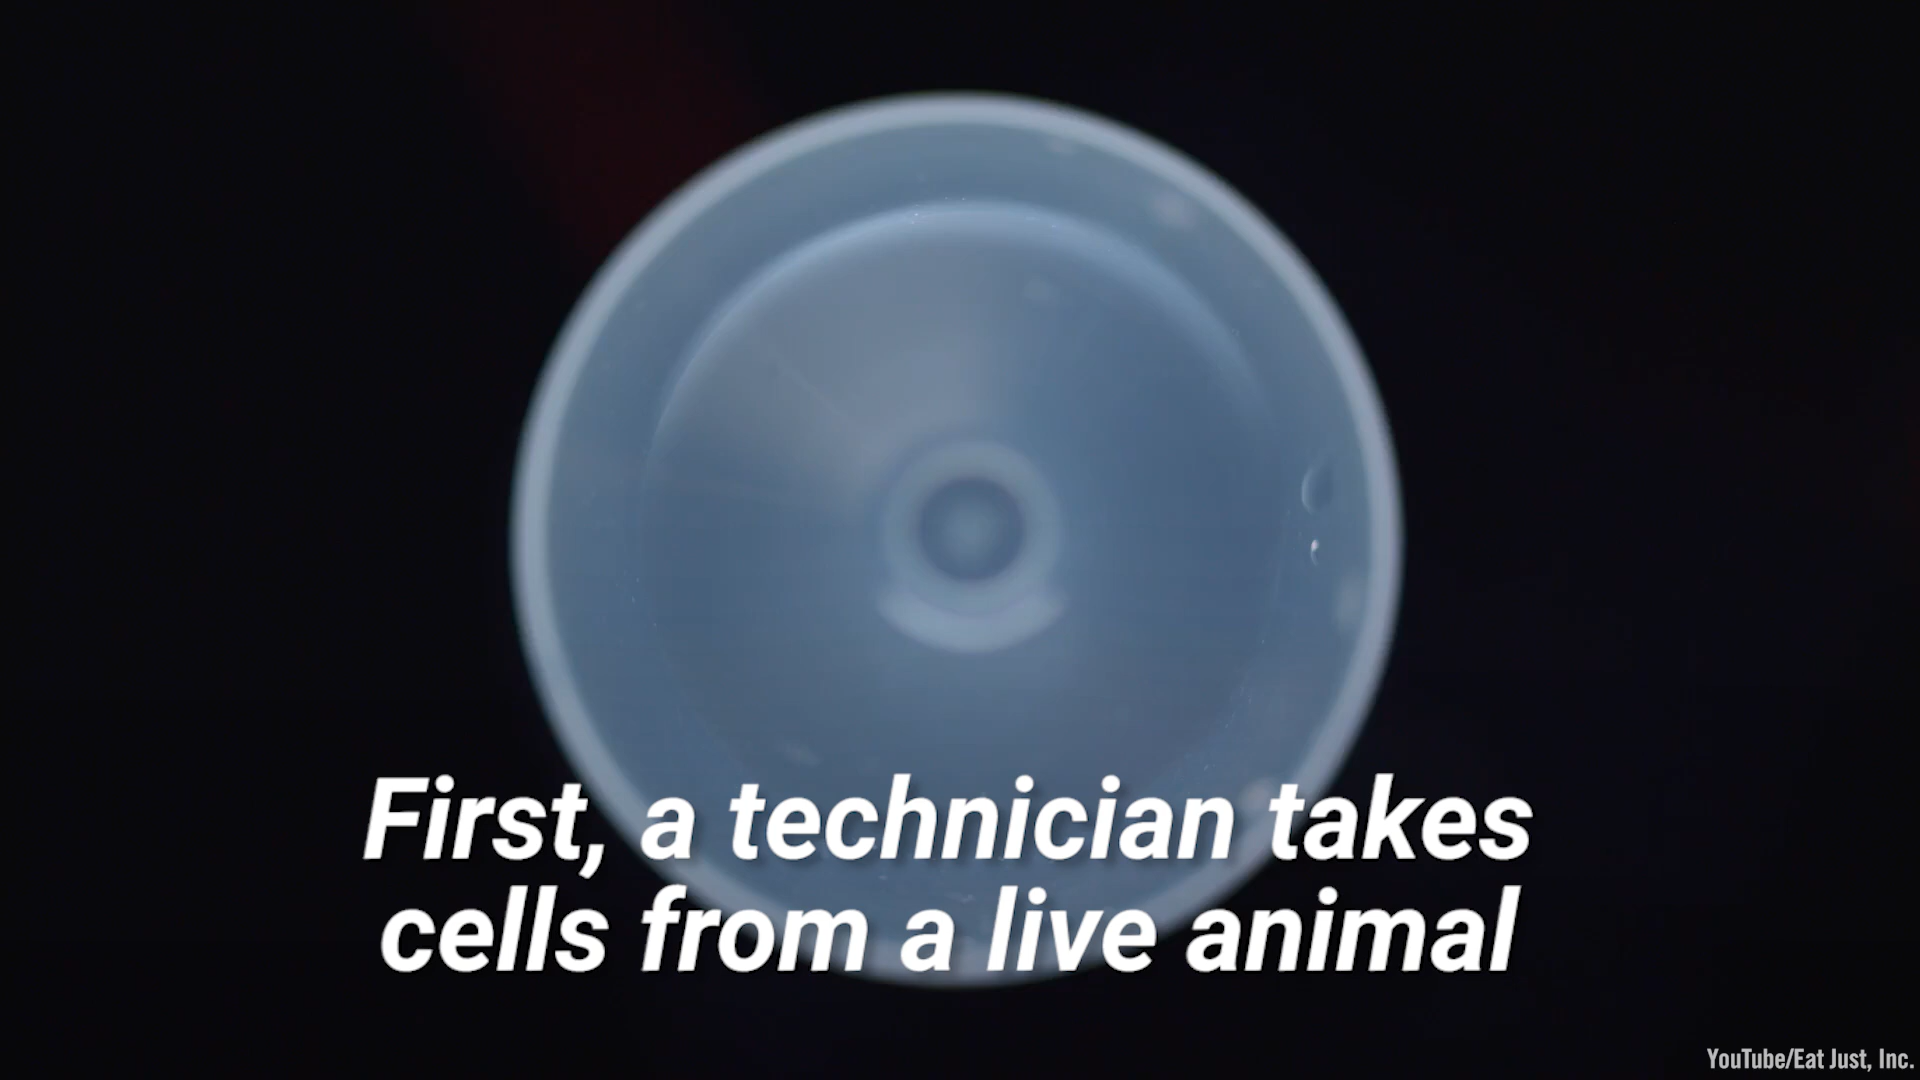 First, a technician takes
cells from a live animal
YouTube/Eat Just, Inc.